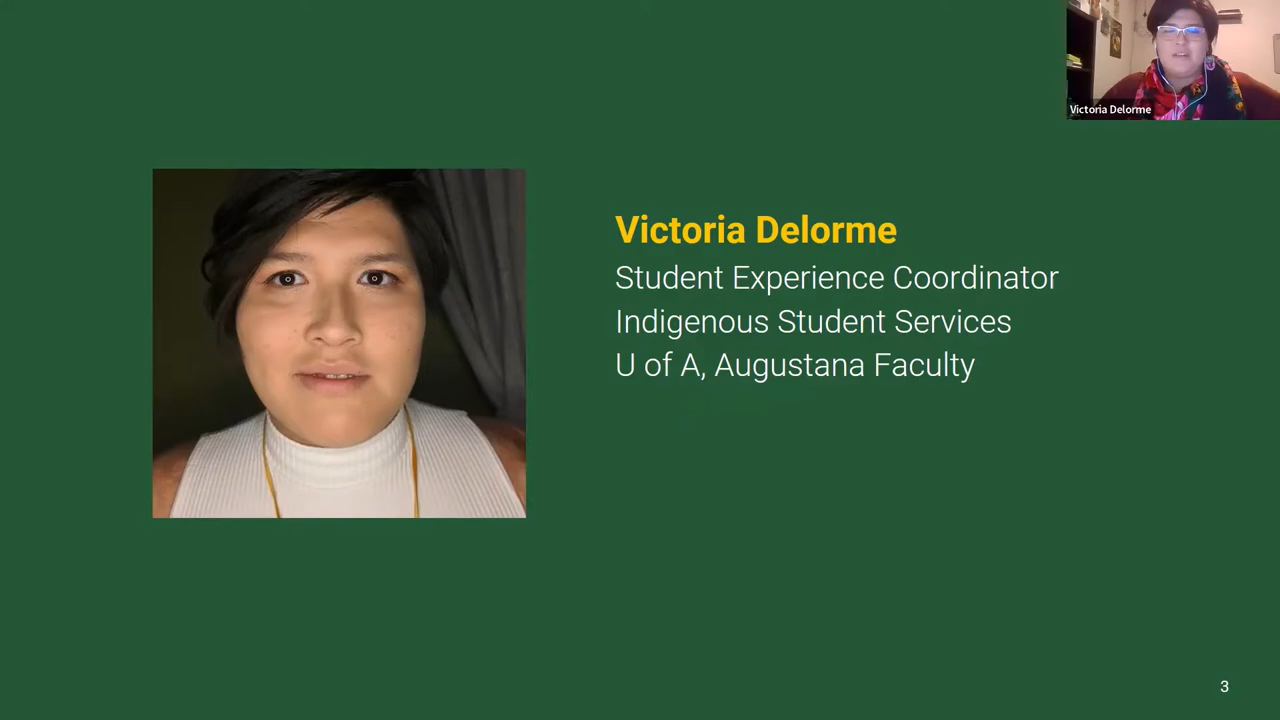 Victoria Delorme
Victoria Delorme
Student Experience Coordinator
Indigenous Student Services
U of A, Augustana Faculty
3